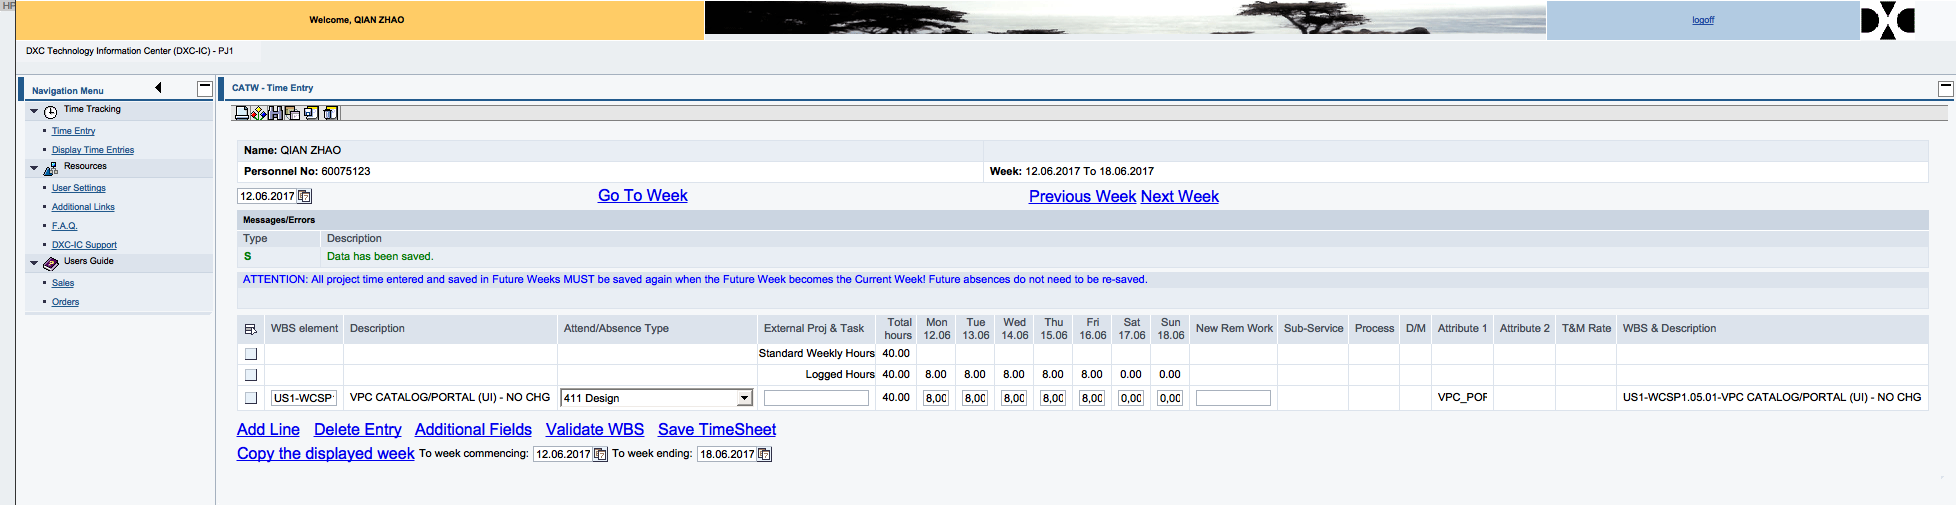 HP
Welcome, QIAN ZHAO
logoff
DXC
DXC Technology Information Center (DXC-IC) - PJ1
Navigation Menu
Time Tracking
Time Entry
Display Time Entries
Resources
User Settings
Additional Links
F.A.Q.
DXC-IC Support
Users Guide
Sales
Orders
CATW - Time Entry
Name: QIAN ZHAO
Personnel No: 60075123 Week: 12.06.2017 To 18.06.2017
12.06.2017 Go To Week Previous Week Next Week
Messages/Errors
Type Description
S Data has been saved.
ATTENTION: All project time entered and saved in Future Weeks MUST be saved again when the Future Week becomes the Current Week! Future absences do not need to be re-saved.
WBS element Description Attend/Absence Type External Proj & Task Total hours Mon 12.06 Tue 13.06 Wed 14.06 Thu 15.06 Fri 16.06 Sat 17.06 Sun 18.06 New Rem Work Sub-Service Process D/M Attribute 1 Attribute 2 T&M Rate WBS & Description
Standard Weekly Hours 40.00
Logged Hours 40.00 8.00 8.00 8.00 8.00 8.00 0.00 0.00
US1-WCSP VPC CATALOG/PORTAL (UI) - NO CHG 411 Design 40.00 8,00 8,00 8,00 8,00 8,00 0,00 0,00 VPC_POF US1-WCSP1.05.01-VPC CATALOG/PORTAL (UI) - NO CHG
Add Line Delete Entry Additional Fields Validate WBS Save TimeSheet
Copy the displayed week To week commencing: 12.06.2017 To week ending: 18.06.2017